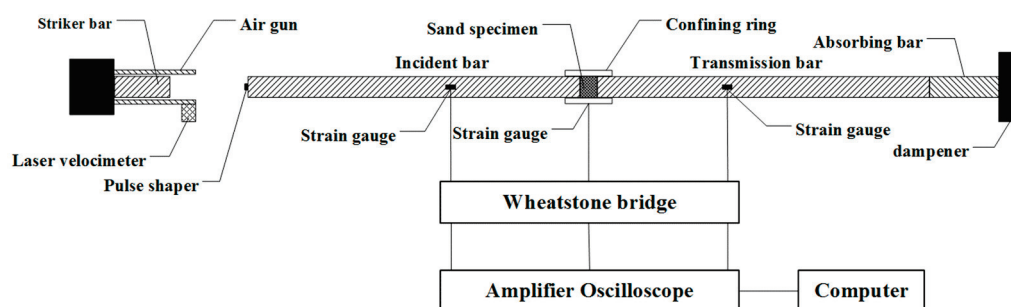 Striker bar
Air gun
Sand specimen
Confining ring
Absorbing bar
Incident bar
Transmission bar
Strain gauge
Strain gauge
Strain gauge
Laser velocimeter
dampener
Pulse shaper
Wheatstone bridge
Amplifier Oscilloscope
Computer